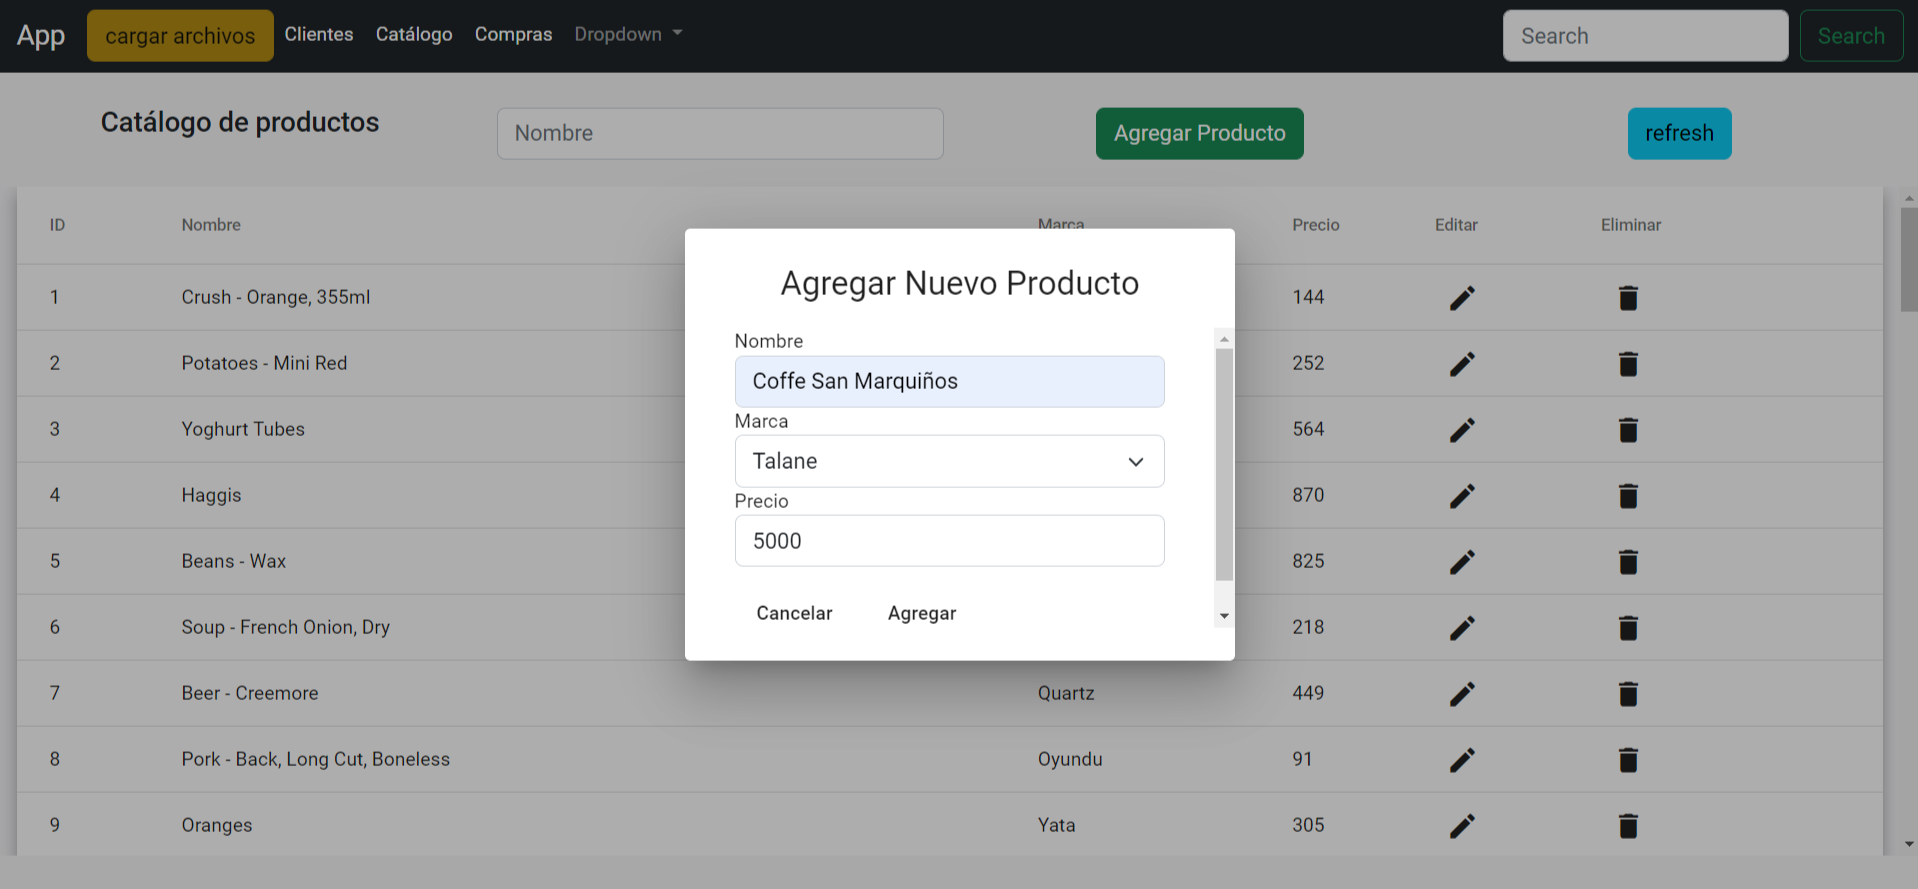 App cargar archivos Clientes Catálogo Compras Dropdown Search Search
Catálogo de productos Nombre Agregar Producto refresh
ID Nombre Marca Precio Editar Eliminar
1 Crush - Orange, 355ml 144
2 Potatoes - Mini Red 252
3 Yoghurt Tubes 564
4 Haggis 870
5 Beans - Wax 825
6 Soup - French Onion, Dry 218
7 Beer - Creemore Quartz 449
8 Pork - Back, Long Cut, Boneless Oyundu 91
9 Oranges Yata 305
Agregar Nuevo Producto
Nombre
Coffe San Marquiños
Marca
Talane
Precio
5000
Cancelar Agregar